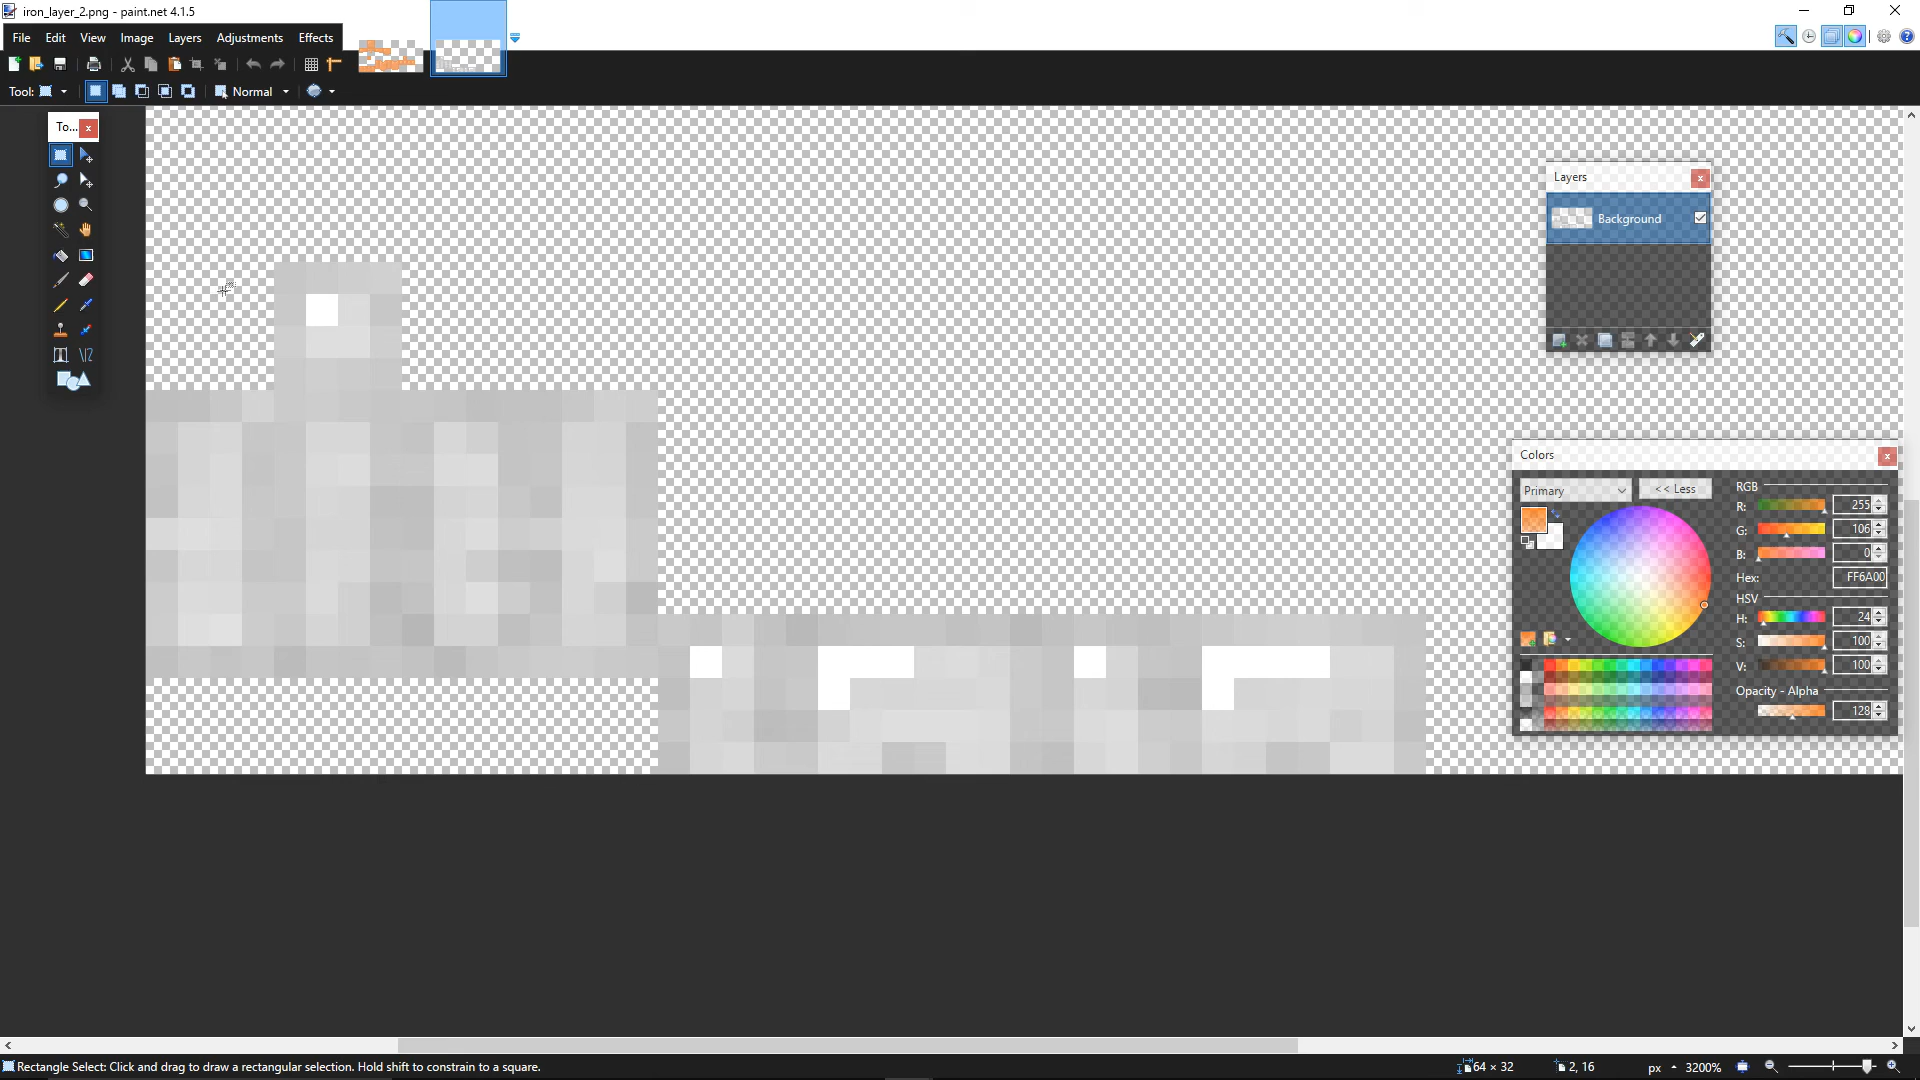 iron_layer_2.png - paint.net 4.1.5
File Edit View Image Layers Adjustments Effects
Tool: Normal
To...
Layers
Background
Colors
Primary
<< Less
RGB
R: 255
G: 106
B: 0
Hex: FF6A00
HSV
H: 24
S: 100
V: 100
Opacity - Alpha
128
Rectangle Select: Click and drag to draw a rectangular selection. Hold shift to constrain to a square.
64 × 32
2, 16
px
3200%